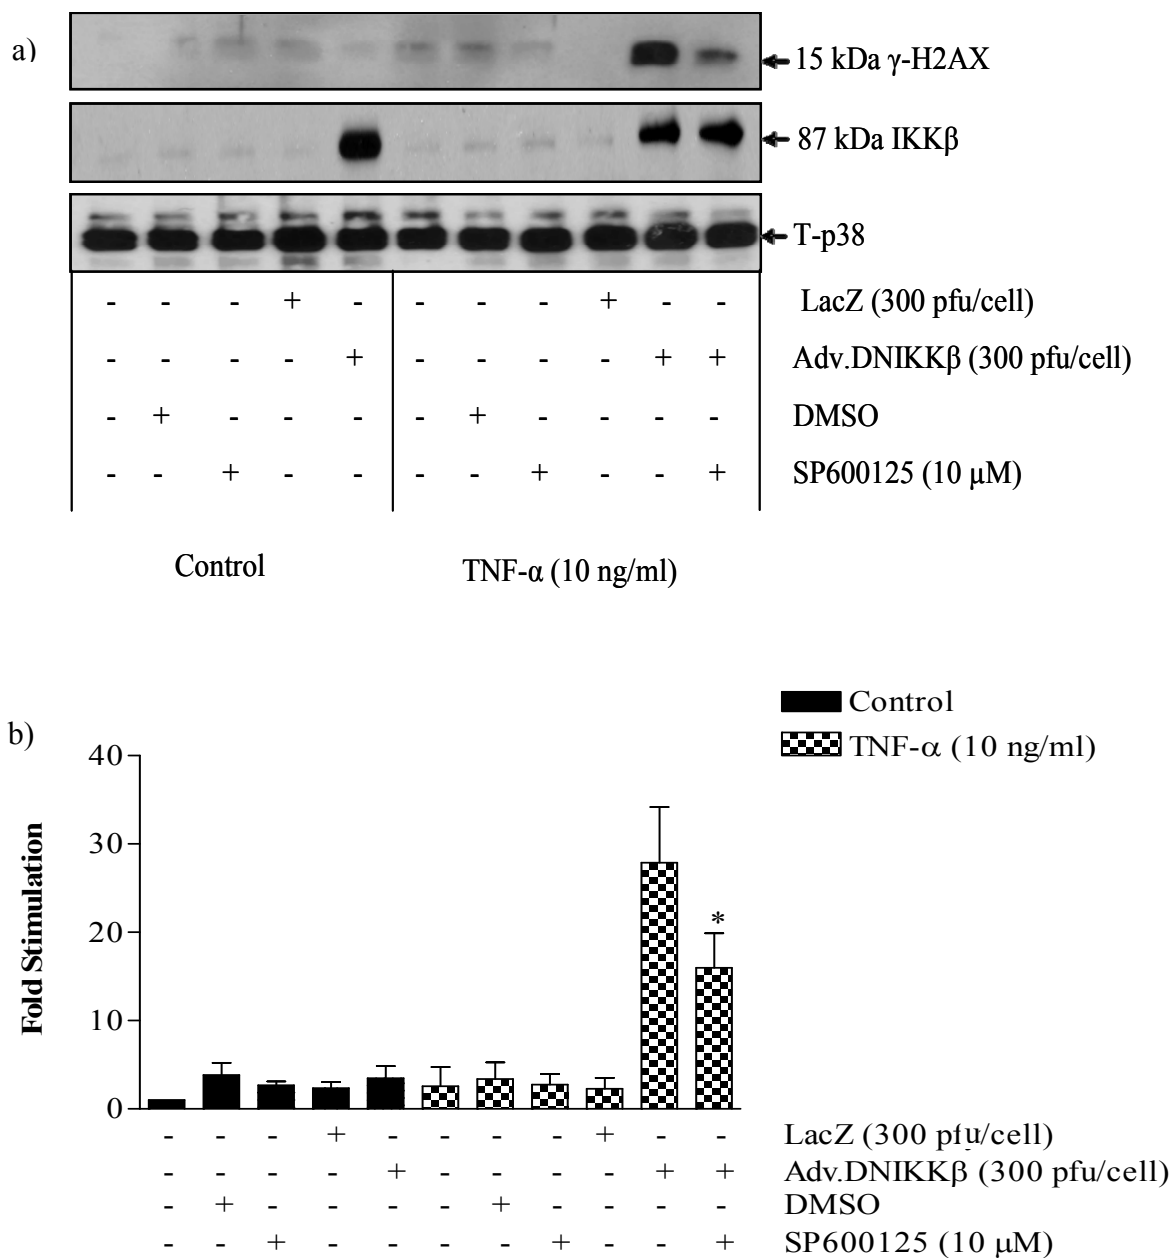 a)
15 kDa γ-H2AX
87 kDa IKKβ
T-p38
- - - + - - - - + - - LacZ (300 pfu/cell)
- - - - + - - - - + + Adv.DNIKKβ (300 pfu/cell)
- + - - - - + - - - - DMSO
- - + - - - - + - - + SP600125 (10 μM)
Control TNF-α (10 ng/ml)
b)
Control
TNF-α (10 ng/ml)
Fold Stimulation
40
30
20
10
0
*
- - - + - - - - + - - LacZ (300 pfu/cell)
- - - - + - - - - + + Adv.DNIKKβ (300 pfu/cell)
- + - - - - + - - - - DMSO
- - + - - - - + - - + SP600125 (10 μM)